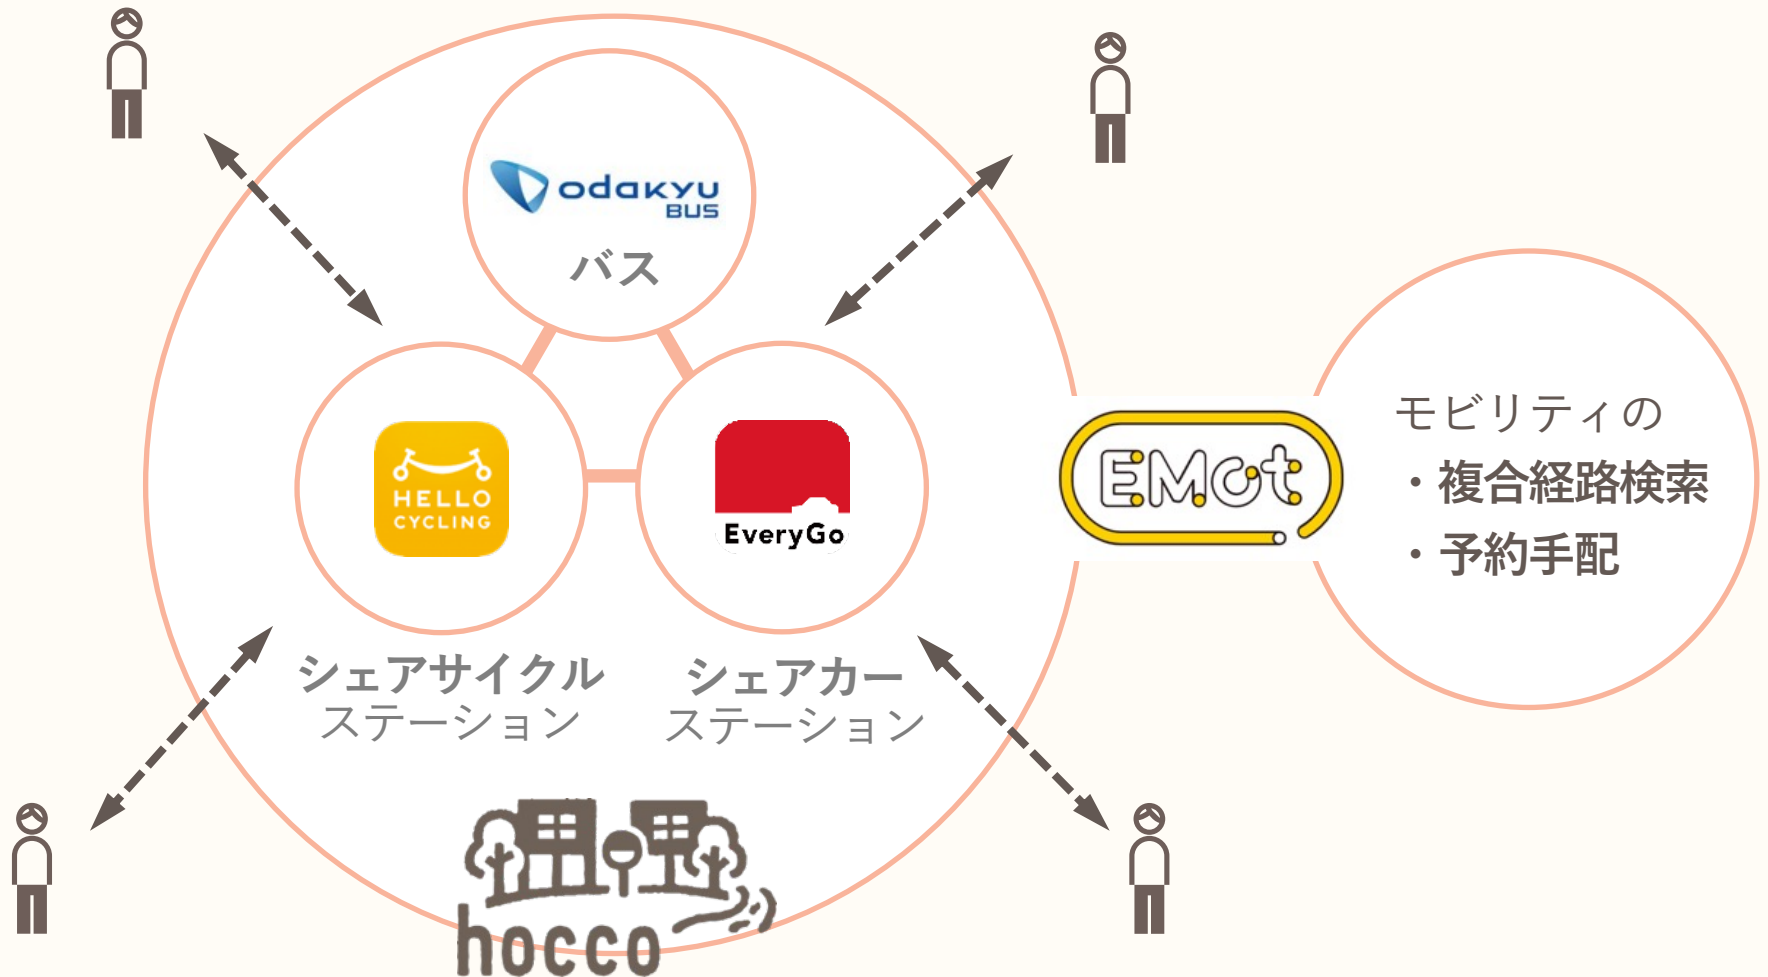 odakyu
BUS
バス
HELLO
CYCLING
EveryGo
シェアサイクル
ステーション
シェアカー
ステーション
hocco
EMot
モビリティの
・複合経路検索
・予約手配